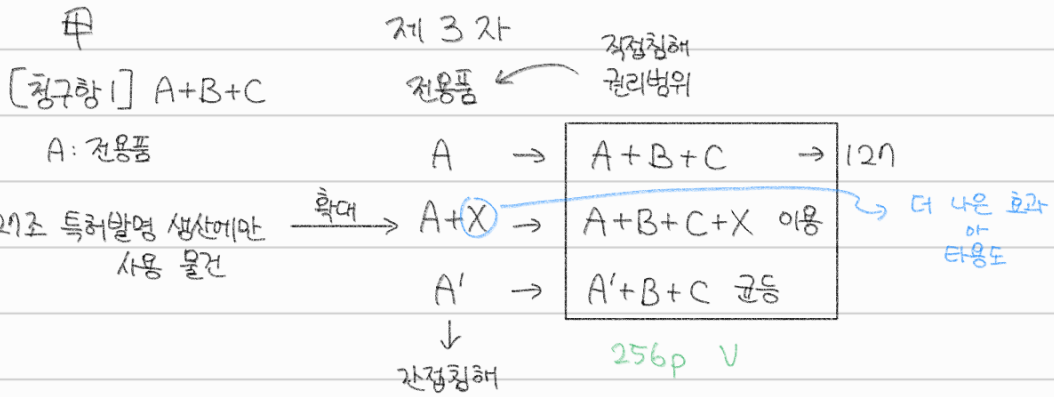 甲 제 3 자
직접침해
[청구항 1] A+B+C 전용품 ← 권리범위
A : 전용품 A → A+B+C → 127
27조 특허발명 생산에만 확대 → A+X → A+B+C+X 이용 → 더 나은 효과
사용 물건 아
타용도
A' → A'+B+C 균등
↓
간접침해 256p V